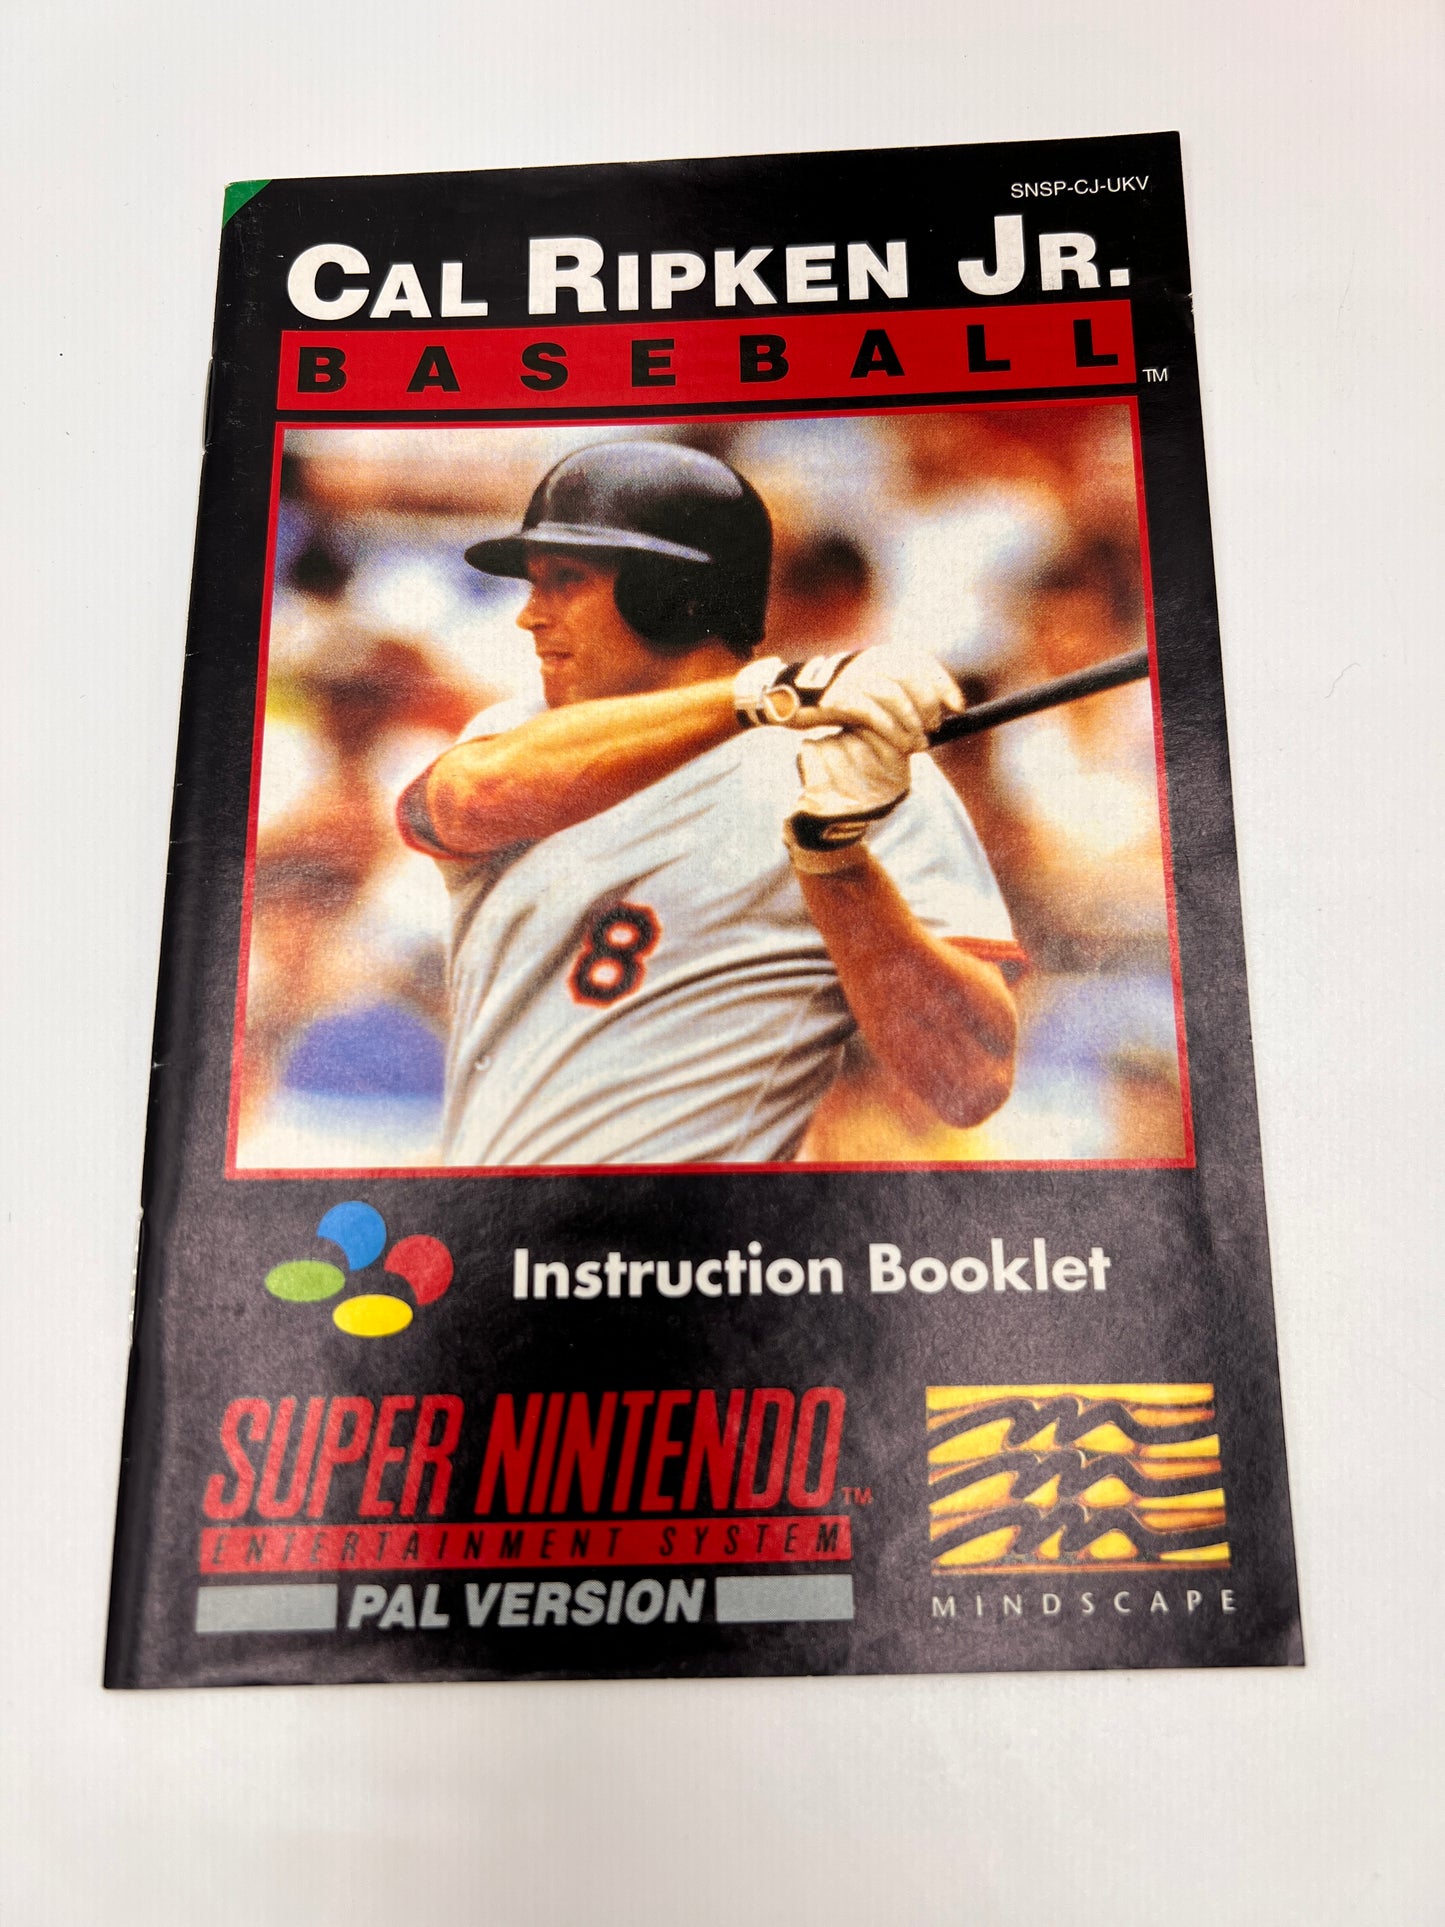 SNSP-CJ-UKV
CAL RIPKEN JR.
BASEBALL TM
8
Instruction Booklet
SUPER NINTENDO TM
ENTERTAINMENT SYSTEM
PAL VERSION
MINDSCAPE